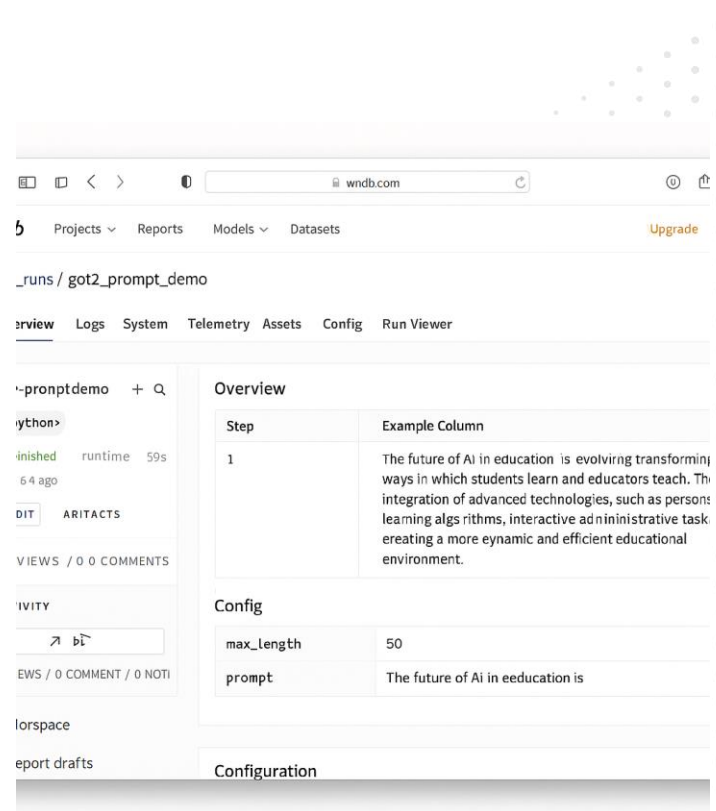 wndb.com
Projects Reports Models Datasets Upgrade
_runs / got2_prompt_demo
erview Logs System Telemetry Assets Config Run Viewer
-pronptdemo + Q
ython>
inished runtime 59s
64 ago
DIT ARITACTS
VIEWS / 0 0 COMMENTS
IVITY
EWS / 0 COMMENT / 0 NOTI
lorspace
eport drafts
Overview
Step Example Column
1 The future of Ai in education is evolvirng transforming
ways in which students learn and educators teach. The
integration of advanced technologies, such as persons
learning algs rithms, interactive adnininistrative task.
ereating a more eynamic and efficient educational
environment.
Config
max_length 50
prompt The future of Ai in eeducation is
Configuration